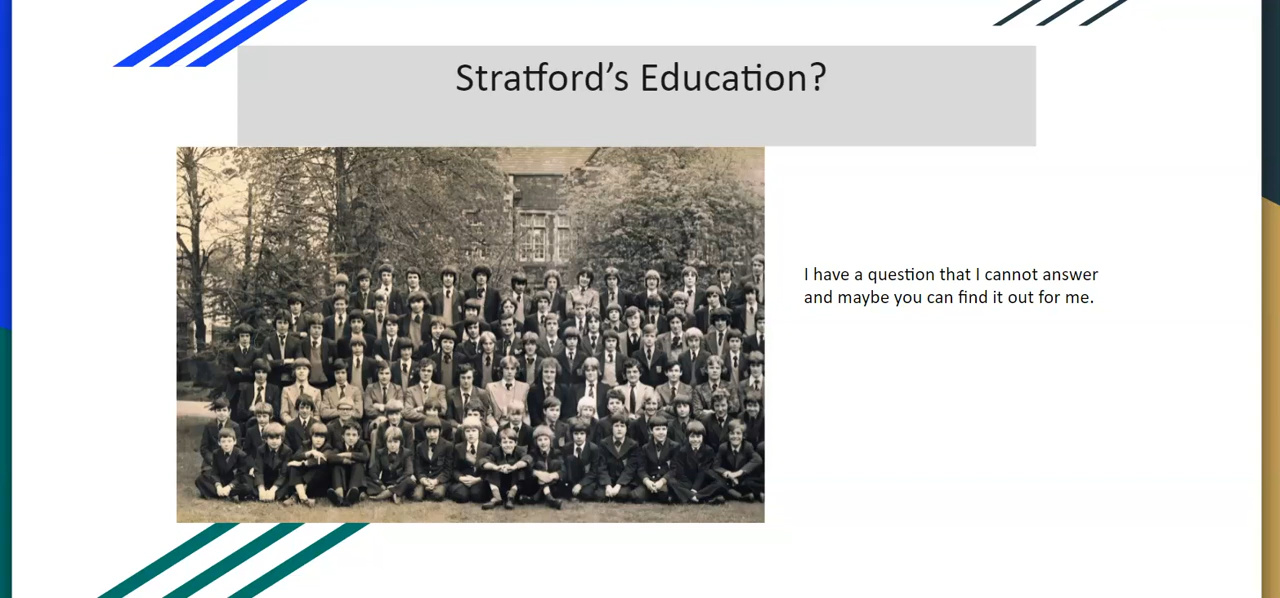 Stratford’s Education?
I have a question that I cannot answer
and maybe you can find it out for me.